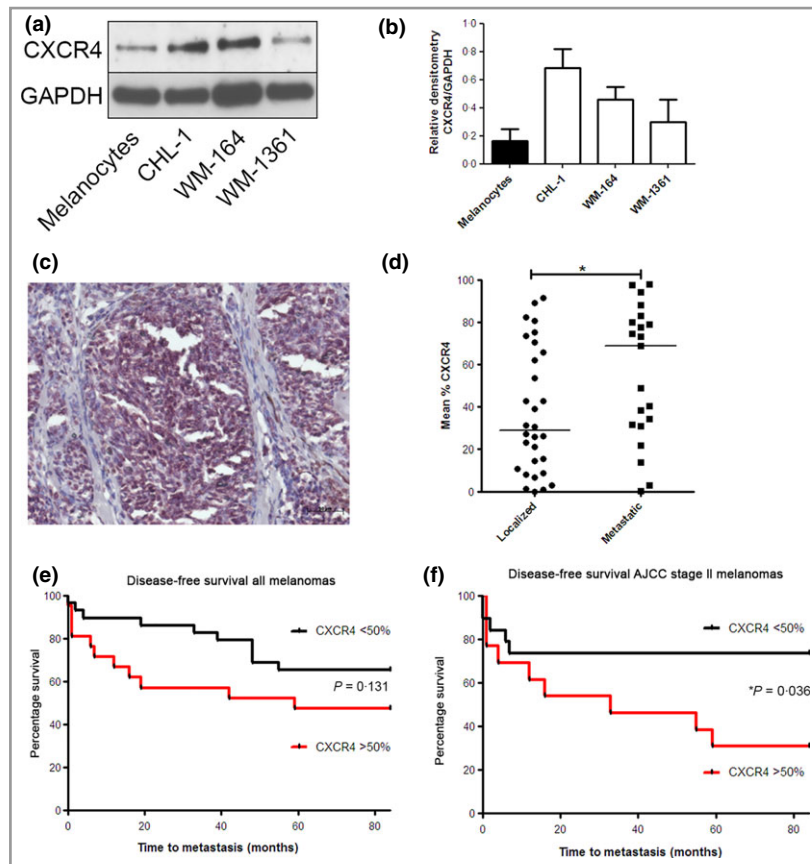 (a)
CXCR4
GAPDH
Melanocytes
CHL-1
WM-164
WM-1361
(b)
Relative densitometry
CXCR4/GAPDH
1·0
0·8
0·6
0·4
0·2
0·0
Melanocytes
CHL-1
WM-164
WM-1361
(c)
(d)
*
Mean % CXCR4
100
80
60
40
20
0
Localized
Metastatic
(e)
Disease-free survival all melanomas
Percentage survival
100
80
60
40
20
0
CXCR4 <50%
P = 0·131
CXCR4 >50%
0
20
40
60
80
Time to metastasis (months)
(f)
Disease-free survival AJCC stage II melanomas
Percentage survival
100
80
60
40
20
0
CXCR4 <50%
*P = 0·036
CXCR4 >50%
0
20
40
60
80
Time to metastasis (months)